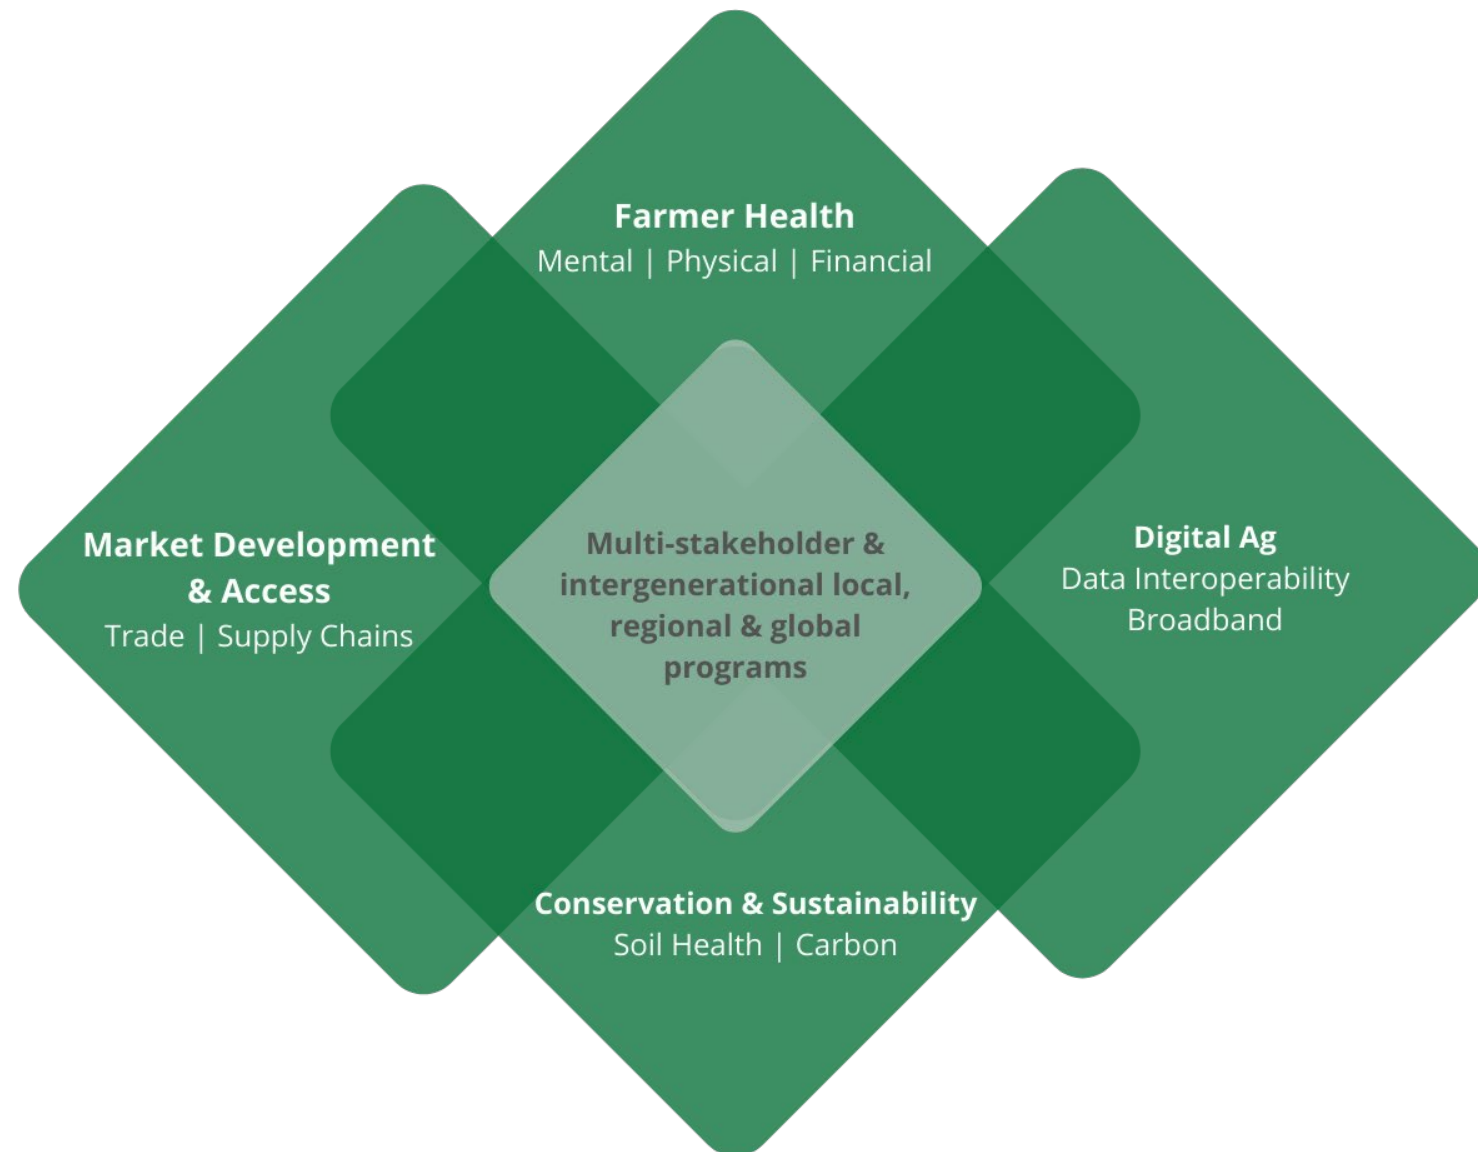 Farmer Health
Mental | Physical | Financial
Market Development
& Access
Trade | Supply Chains
Multi-stakeholder &
intergenerational local,
regional & global
programs
Digital Ag
Data Interoperability
Broadband
Conservation & Sustainability
Soil Health | Carbon